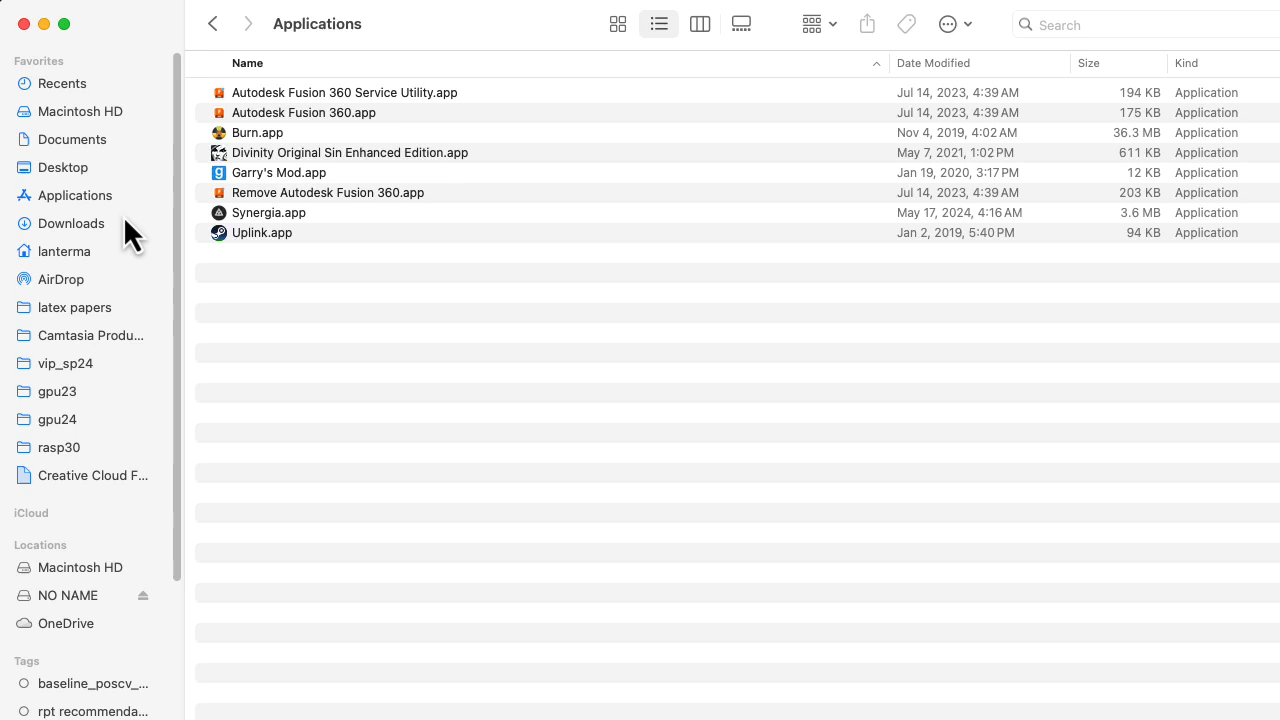 Applications
Search
Favorites
Recents
Macintosh HD
Documents
Desktop
Applications
Downloads
lanterma
AirDrop
latex papers
Camtasia Produ...
vip_sp24
gpu23
gpu24
rasp30
Creative Cloud F...
iCloud
Locations
Macintosh HD
NO NAME
OneDrive
Tags
baseline_poscv_...
rpt recommenda...
Name Date Modified Size Kind
Autodesk Fusion 360 Service Utility.app Jul 14, 2023, 4:39 AM 194 KB Application
Autodesk Fusion 360.app Jul 14, 2023, 4:39 AM 175 KB Application
Burn.app Nov 4, 2019, 4:02 AM 36.3 MB Application
Divinity Original Sin Enhanced Edition.app May 7, 2021, 1:02 PM 611 KB Application
Garry's Mod.app Jan 19, 2020, 3:17 PM 12 KB Application
Remove Autodesk Fusion 360.app Jul 14, 2023, 4:39 AM 203 KB Application
Synergia.app May 17, 2024, 4:16 AM 3.6 MB Application
Uplink.app Jan 2, 2019, 5:40 PM 94 KB Application